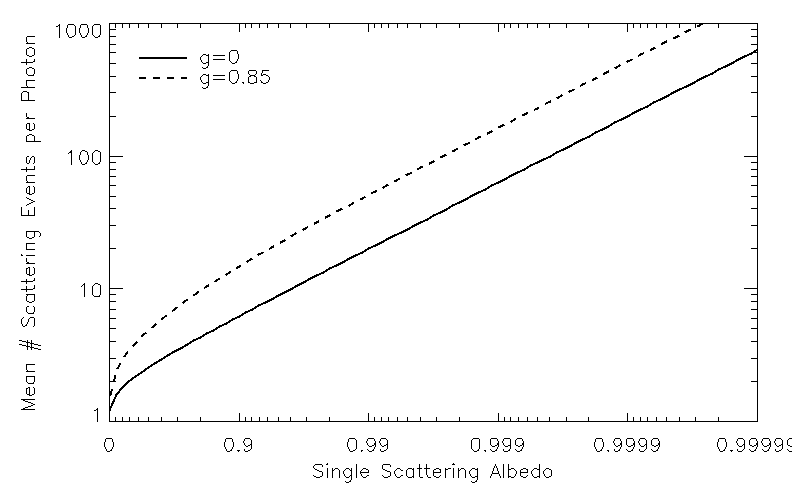 Mean # Scattering Events per Photon
1000
100
10
1
g=0
g=0.85
0 0.9 0.99 0.999 0.9999 0.99999
Single Scattering Albedo